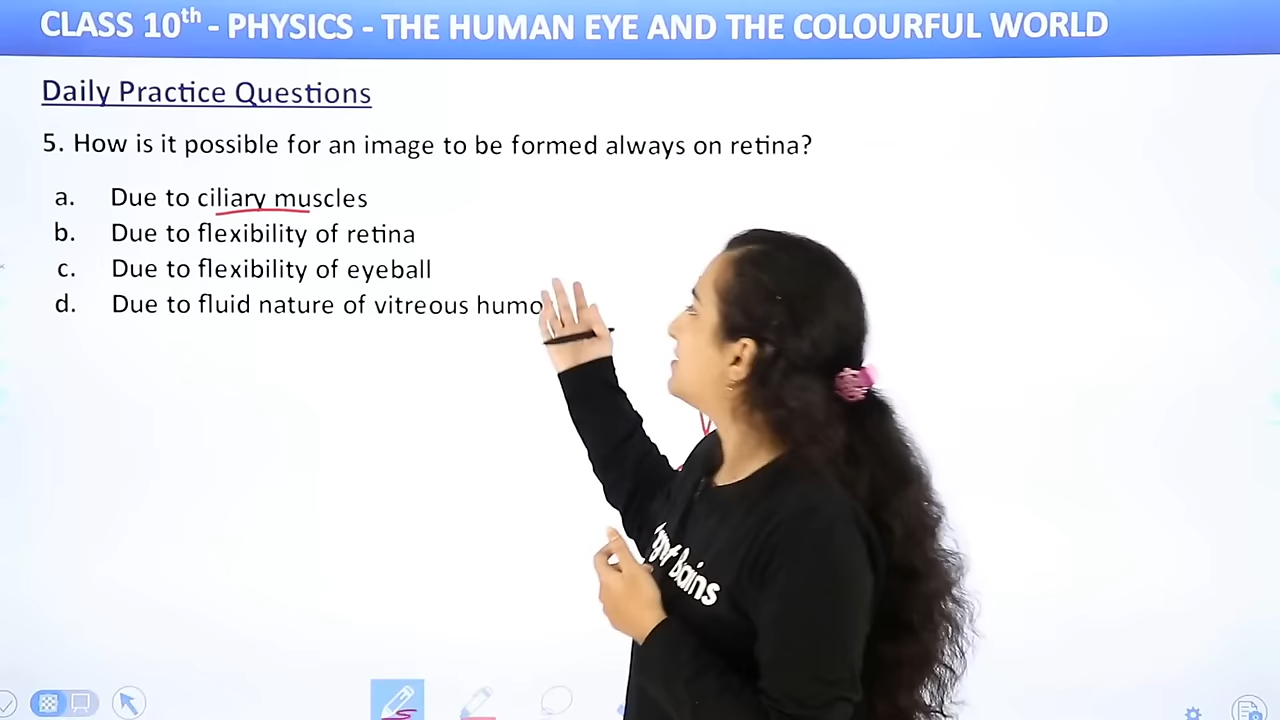 CLASS 10th - PHYSICS - THE HUMAN EYE AND THE COLOURFUL WORLD
Daily Practice Questions
5. How is it possible for an image to be formed always on retina?
a. Due to ciliary muscles
b. Due to flexibility of retina
c. Due to flexibility of eyeball
d. Due to fluid nature of vitreous humo
Bains